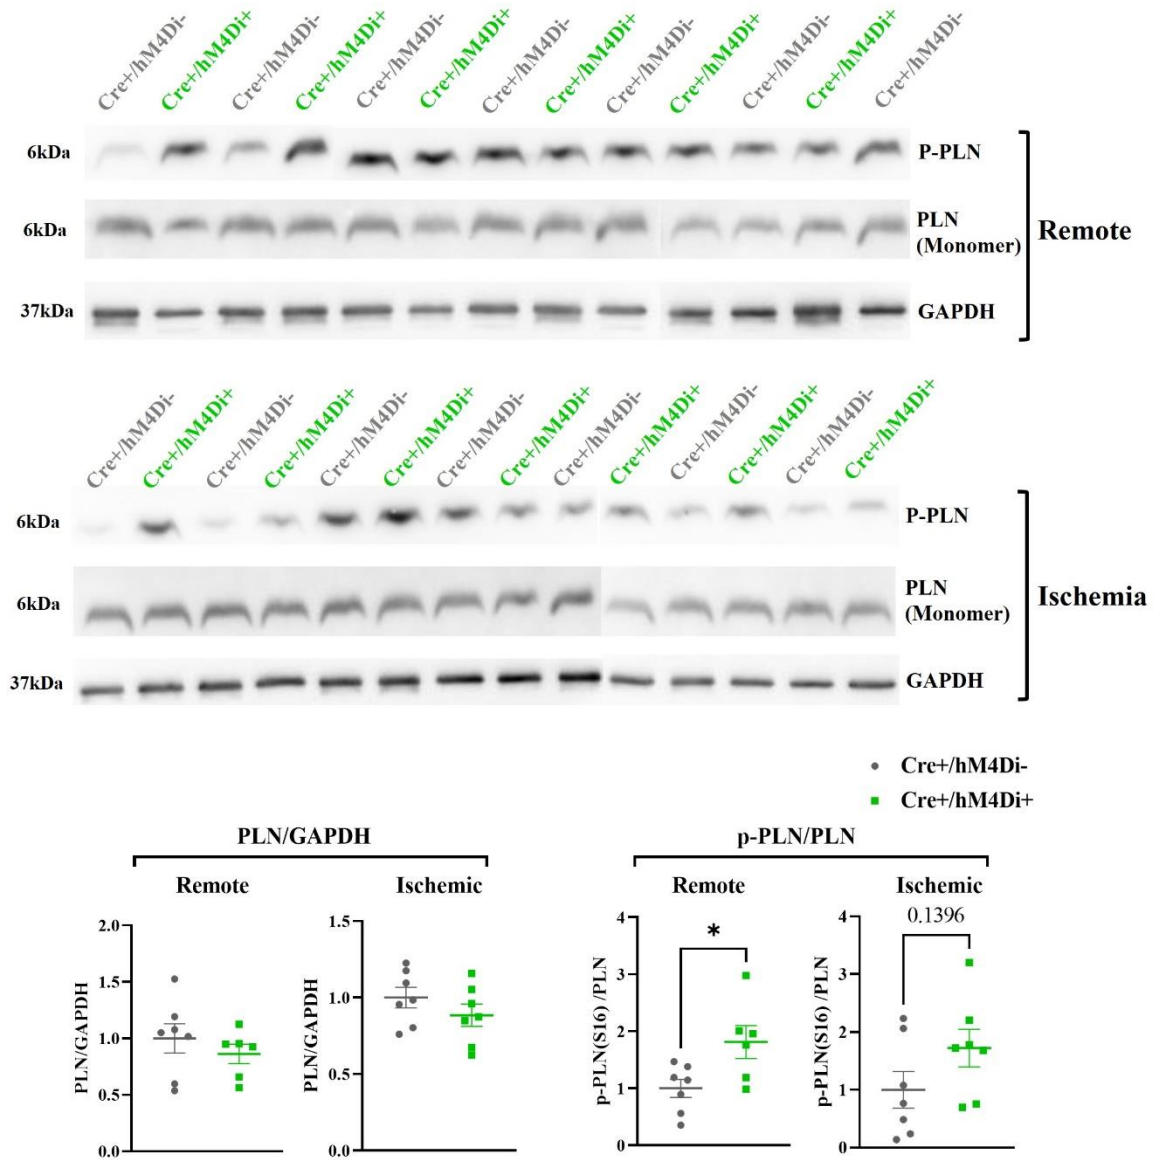 Cre+/hM4Di- Cre+/hM4Di+ Cre+/hM4Di- Cre+/hM4Di+ Cre+/hM4Di- Cre+/hM4Di+ Cre+/hM4Di- Cre+/hM4Di+ Cre+/hM4Di- Cre+/hM4Di+ Cre+/hM4Di- Cre+/hM4Di+ Cre+/hM4Di-
6kDa P-PLN
6kDa PLN
(Monomer)
Remote
37kDa GAPDH
Cre+/hM4Di- Cre+/hM4Di+ Cre+/hM4Di- Cre+/hM4Di+ Cre+/hM4Di- Cre+/hM4Di+ Cre+/hM4Di- Cre+/hM4Di+ Cre+/hM4Di- Cre+/hM4Di+ Cre+/hM4Di- Cre+/hM4Di+ Cre+/hM4Di- Cre+/hM4Di+
6kDa P-PLN
6kDa PLN
(Monomer)
Ischemia
37kDa GAPDH
Cre+/hM4Di-
Cre+/hM4Di+
PLN/GAPDH
Remote
PLN/GAPDH
2.0
1.5
1.0
0.5
0.0
Ischemic
PLN/GAPDH
1.5
1.0
0.5
0.0
p-PLN/PLN
Remote
p-PLN(S16) /PLN
4
3
2
1
0
*
Ischemic
p-PLN(S16) /PLN
4
3
2
1
0
0.1396